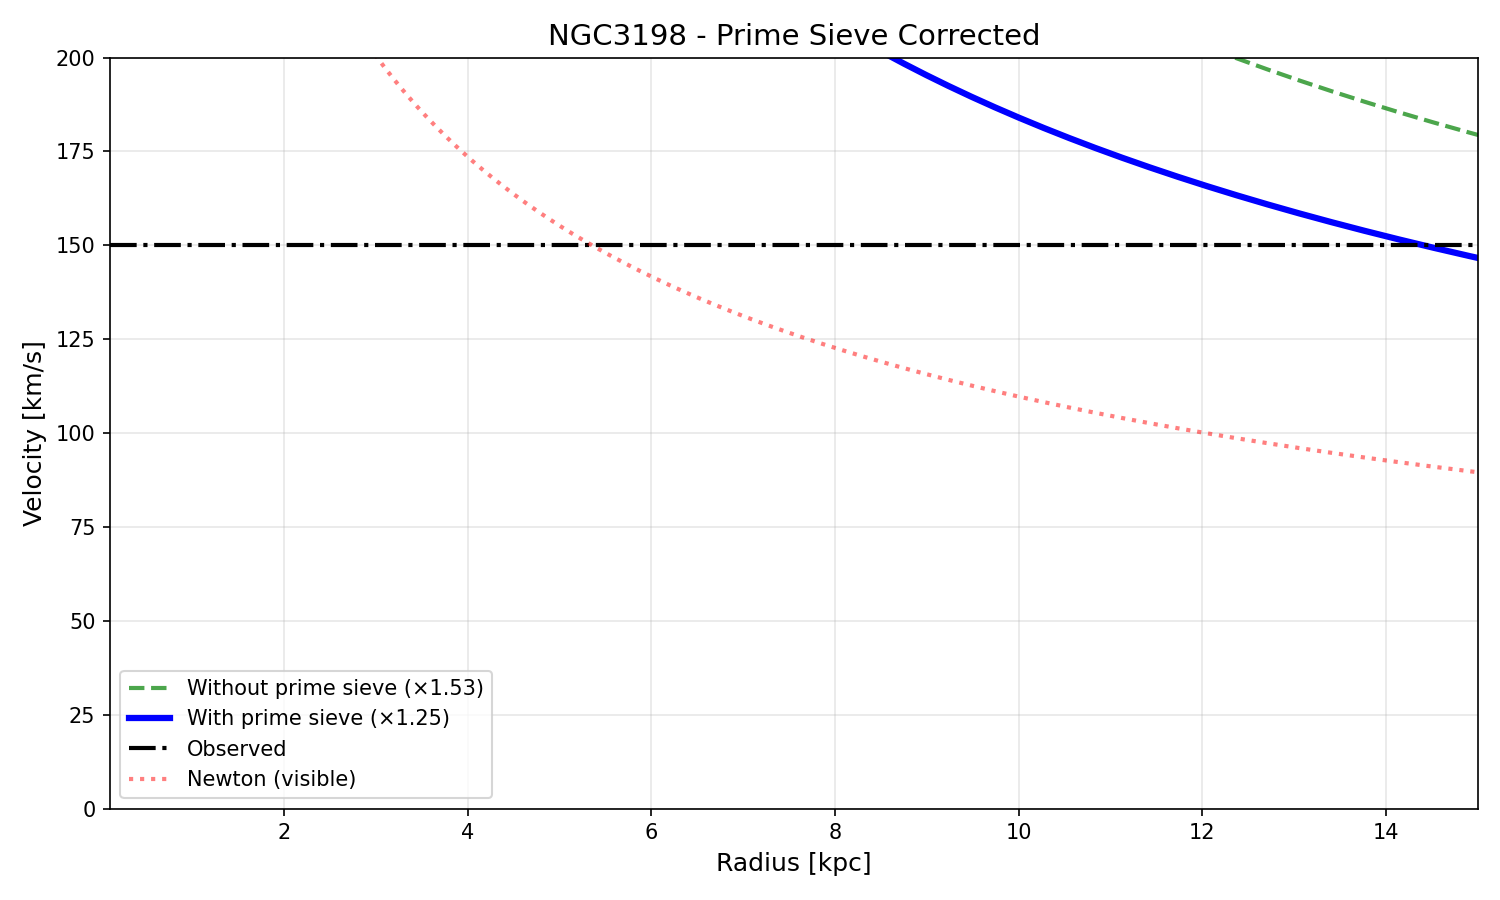 NGC3198 - Prime Sieve Corrected
200
175
150
125
100
75
50
25
0
Velocity [km/s]
Without prime sieve (×1.53)
With prime sieve (×1.25)
Observed
Newton (visible)
2 4 6 8 10 12 14
Radius [kpc]